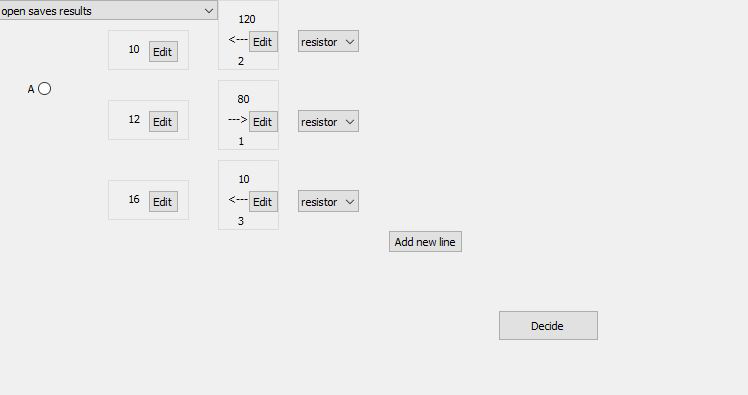 open saves results
120
10 Edit <--- Edit resistor
2
A
80
12 Edit ---> Edit resistor
1
10
16 Edit <--- Edit resistor
3
Add new line
Decide